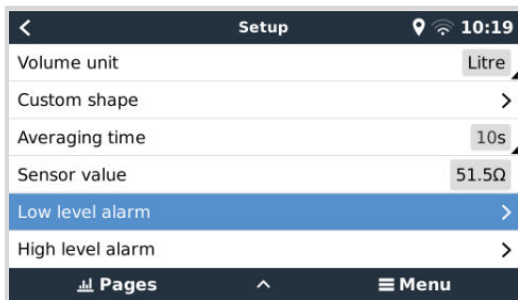 Setup 10:19
Volume unit Litre
Custom shape
Averaging time 10s
Sensor value 51.5Ω
Low level alarm
High level alarm
Pages Menu